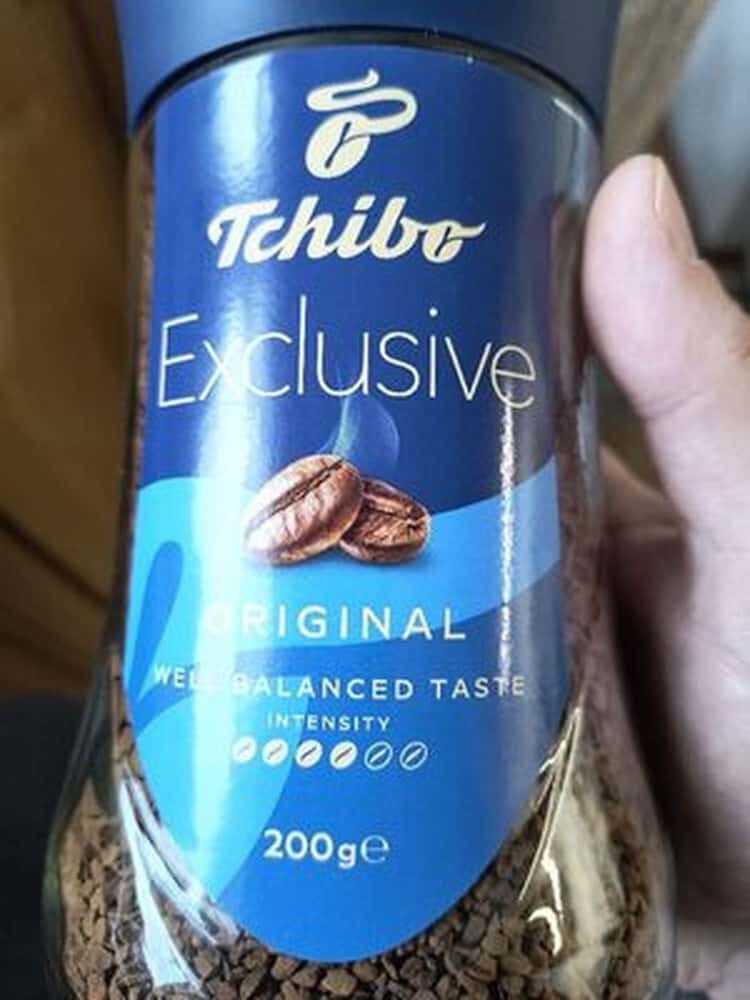 Tchibo
Exclusive
ORIGINAL
WELL BALANCED TASTE
INTENSITY
200g℮